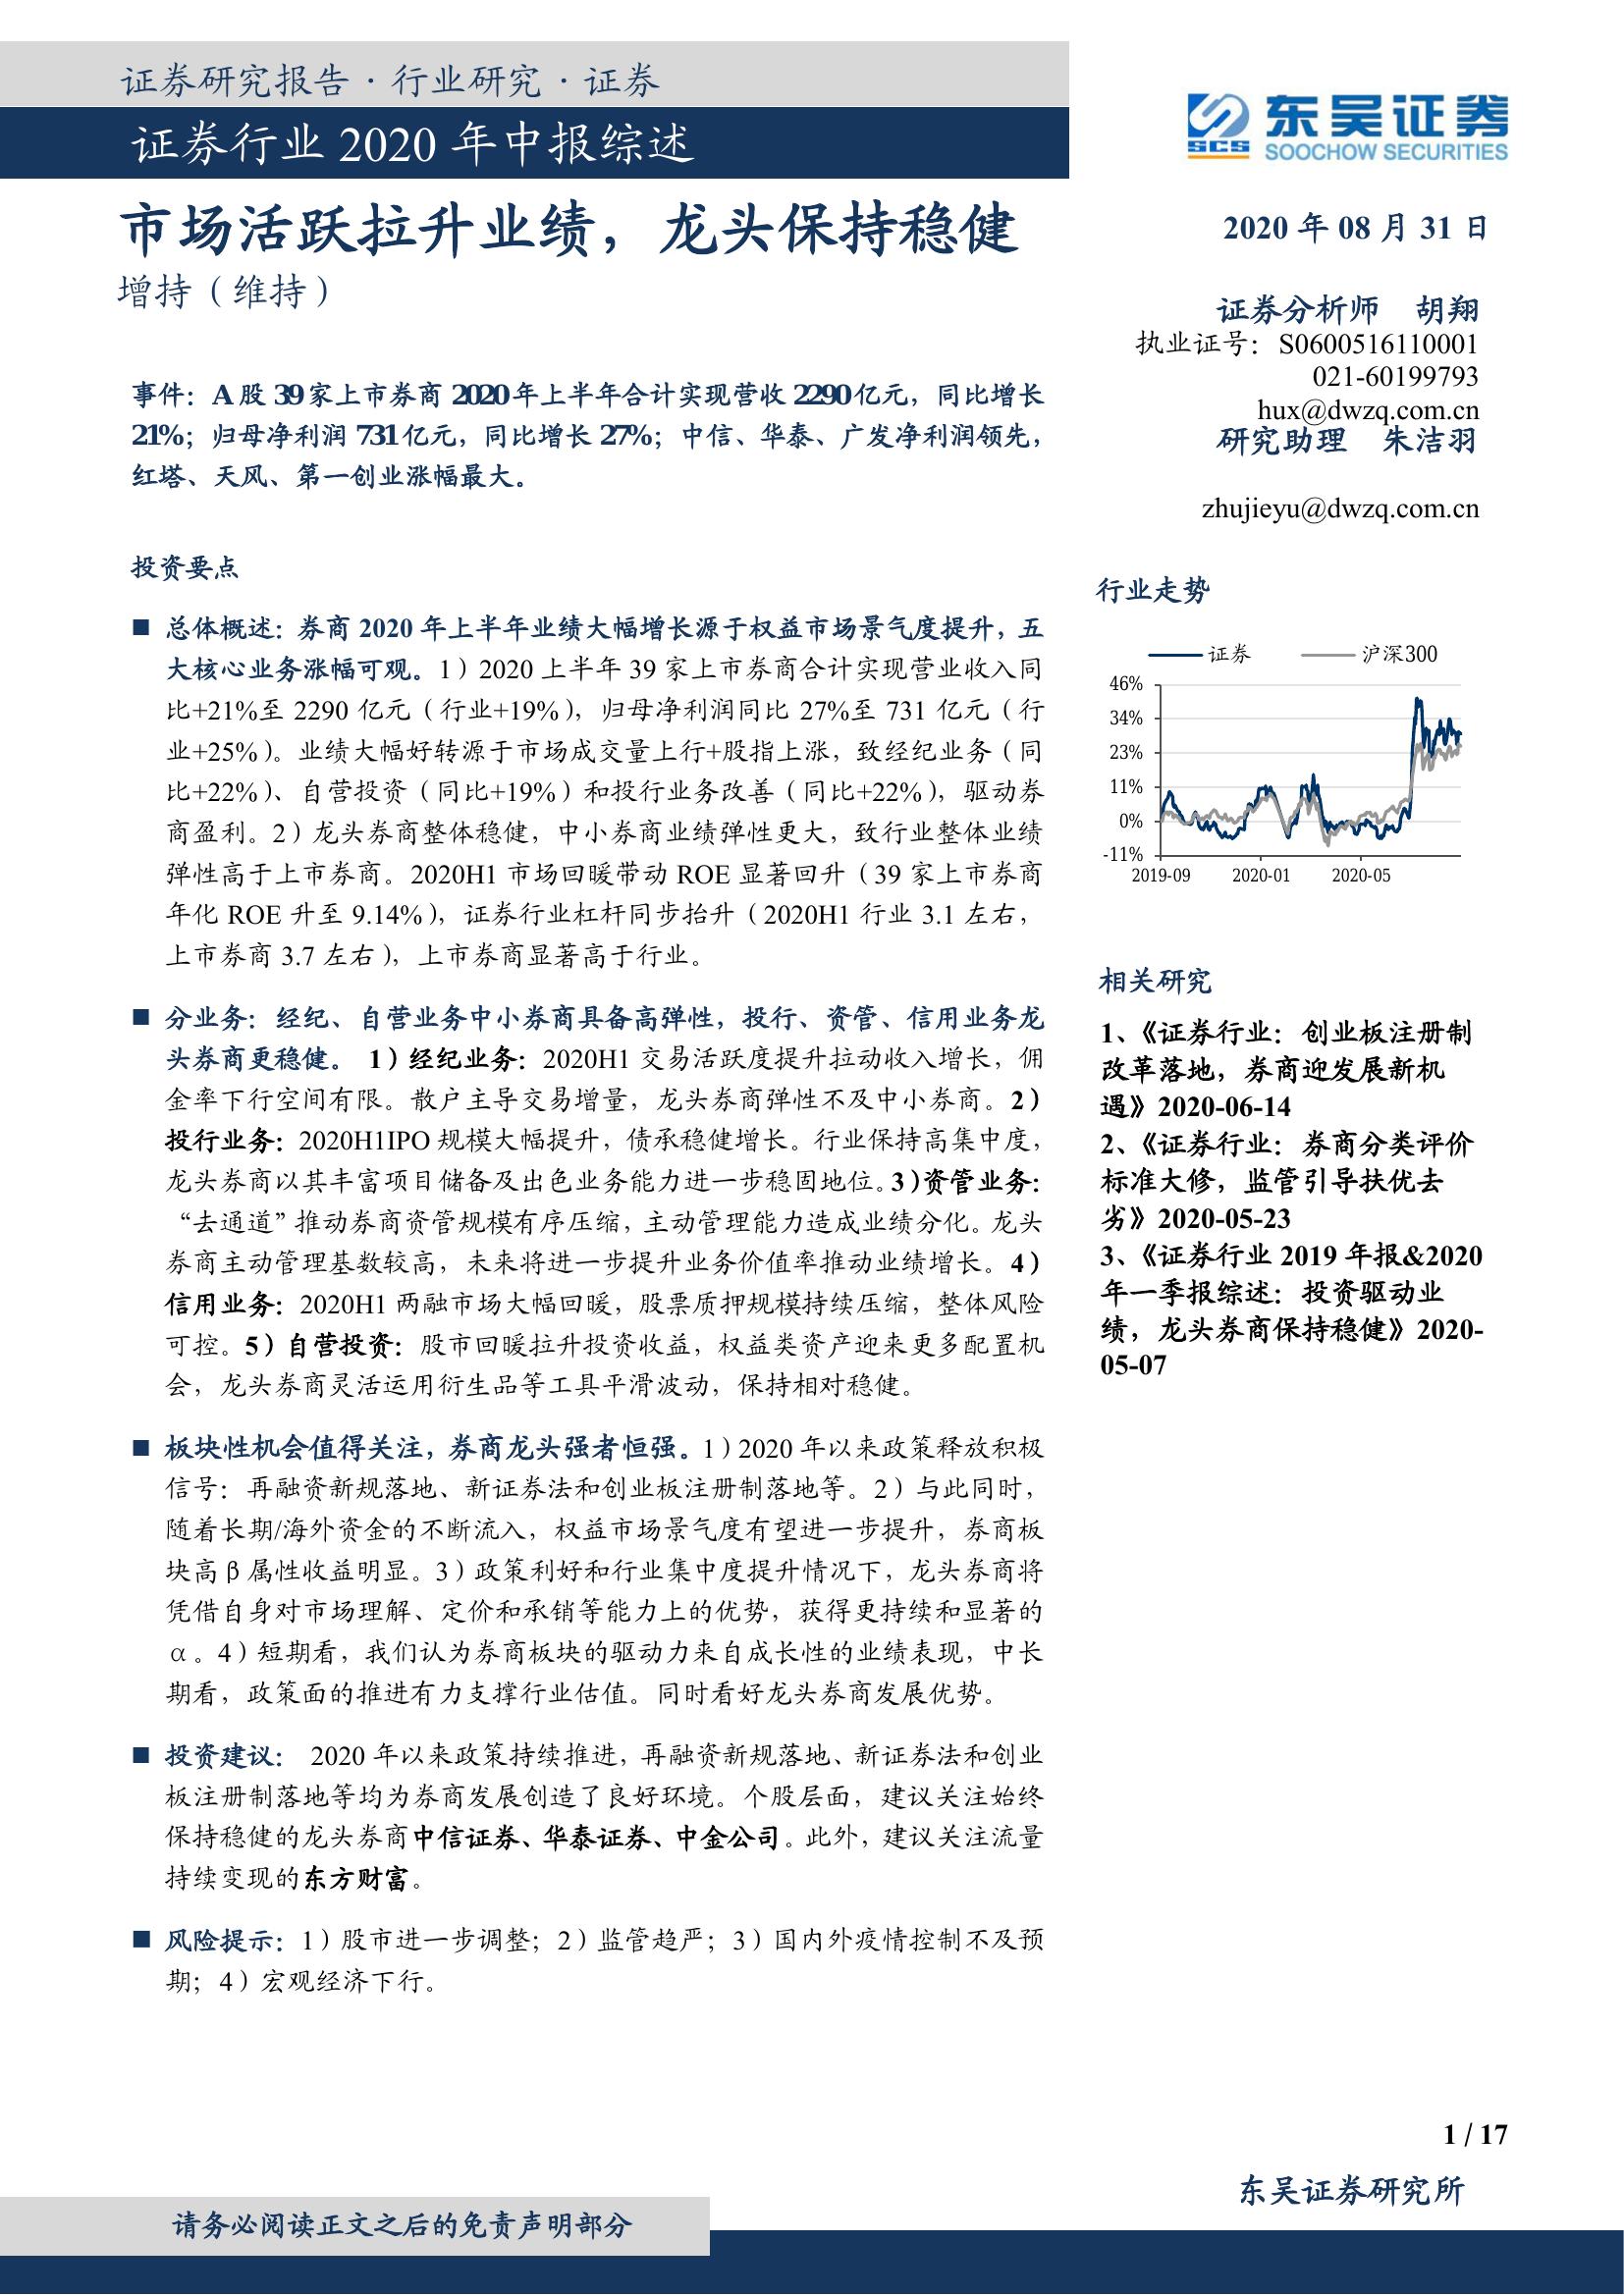 证券研究报告·行业研究·证券
证券行业 2020 年中报综述
SCS
东吴证券
SOOCHOW SECURITIES
市场活跃拉升业绩，龙头保持稳健
增持（维持）
2020 年 08 月 31 日
证券分析师 胡翔
执业证号：S0600516110001
021-60199793
hux@dwzq.com.cn
研究助理 朱洁羽
zhujieyu@dwzq.com.cn
事件：A 股 39 家上市券商 2020 年上半年合计实现营收 2290 亿元，同比增长
21%；归母净利润 731 亿元，同比增长 27%；中信、华泰、广发净利润领先，
红塔、天风、第一创业涨幅最大。
投资要点
■ 总体概述：券商 2020 年上半年业绩大幅增长源于权益市场景气度提升，五
大核心业务涨幅可观。1）2020 上半年 39 家上市券商合计实现营业收入同
比+21%至 2290 亿元（行业+19%），归母净利润同比 27%至 731 亿元（行
业+25%）。业绩大幅好转源于市场成交量上行+股指上涨，致经纪业务（同
比+22%）、自营投资（同比+19%）和投行业务改善（同比+22%），驱动券
商盈利。2）龙头券商整体稳健，中小券商业绩弹性更大，致行业整体业绩
弹性高于上市券商。2020H1 市场回暖带动 ROE 显著回升（39 家上市券商
年化 ROE 升至 9.14%），证券行业杠杆同步抬升（2020H1 行业 3.1 左右，
上市券商 3.7 左右），上市券商显著高于行业。
■ 分业务：经纪、自营业务中小券商具备高弹性，投行、资管、信用业务龙
头券商更稳健。 1）经纪业务：2020H1 交易活跃度提升拉动收入增长，佣
金率下行空间有限。散户主导交易增量，龙头券商弹性不及中小券商。2）
投行业务：2020H1IPO 规模大幅提升，债承稳健增长。行业保持高集中度，
龙头券商以其丰富项目储备及出色业务能力进一步稳固地位。3）资管业务：
“去通道”推动券商资管规模有序压缩，主动管理能力造成业绩分化。龙头
券商主动管理基数较高，未来将进一步提升业务价值率推动业绩增长。4）
信用业务：2020H1 两融市场大幅回暖，股票质押规模持续压缩，整体风险
可控。5）自营投资：股市回暖拉升投资收益，权益类资产迎来更多配置机
会，龙头券商灵活运用衍生品等工具平滑波动，保持相对稳健。
■ 板块性机会值得关注，券商龙头强者恒强。1）2020 年以来政策释放积极
信号：再融资新规落地、新证券法和创业板注册制落地等。2）与此同时，
随着长期/海外资金的不断流入，权益市场景气度有望进一步提升，券商板
块高 β 属性收益明显。3）政策利好和行业集中度提升情况下，龙头券商将
凭借自身对市场理解、定价和承销等能力上的优势，获得更持续和显著的
α。4）短期看，我们认为券商板块的驱动力来自成长性的业绩表现，中长
期看，政策面的推进有力支撑行业估值。同时看好龙头券商发展优势。
■ 投资建议： 2020 年以来政策持续推进，再融资新规落地、新证券法和创业
板注册制落地等均为券商发展创造了良好环境。个股层面，建议关注始终
保持稳健的龙头券商中信证券、华泰证券、中金公司。此外，建议关注流量
持续变现的东方财富。
■ 风险提示：1）股市进一步调整；2）监管趋严；3）国内外疫情控制不及预
期；4）宏观经济下行。
行业走势
证券 沪深300
46%
34%
23%
11%
0%
-11%
2019-09 2020-01 2020-05
相关研究
1、《证券行业：创业板注册制
改革落地，券商迎发展新机
遇》2020-06-14
2、《证券行业：券商分类评价
标准大修，监管引导扶优去
劣》2020-05-23
3、《证券行业 2019 年报&2020
年一季报综述：投资驱动业
绩，龙头券商保持稳健》2020-
05-07
1 / 17
东吴证券研究所
请务必阅读正文之后的免责声明部分